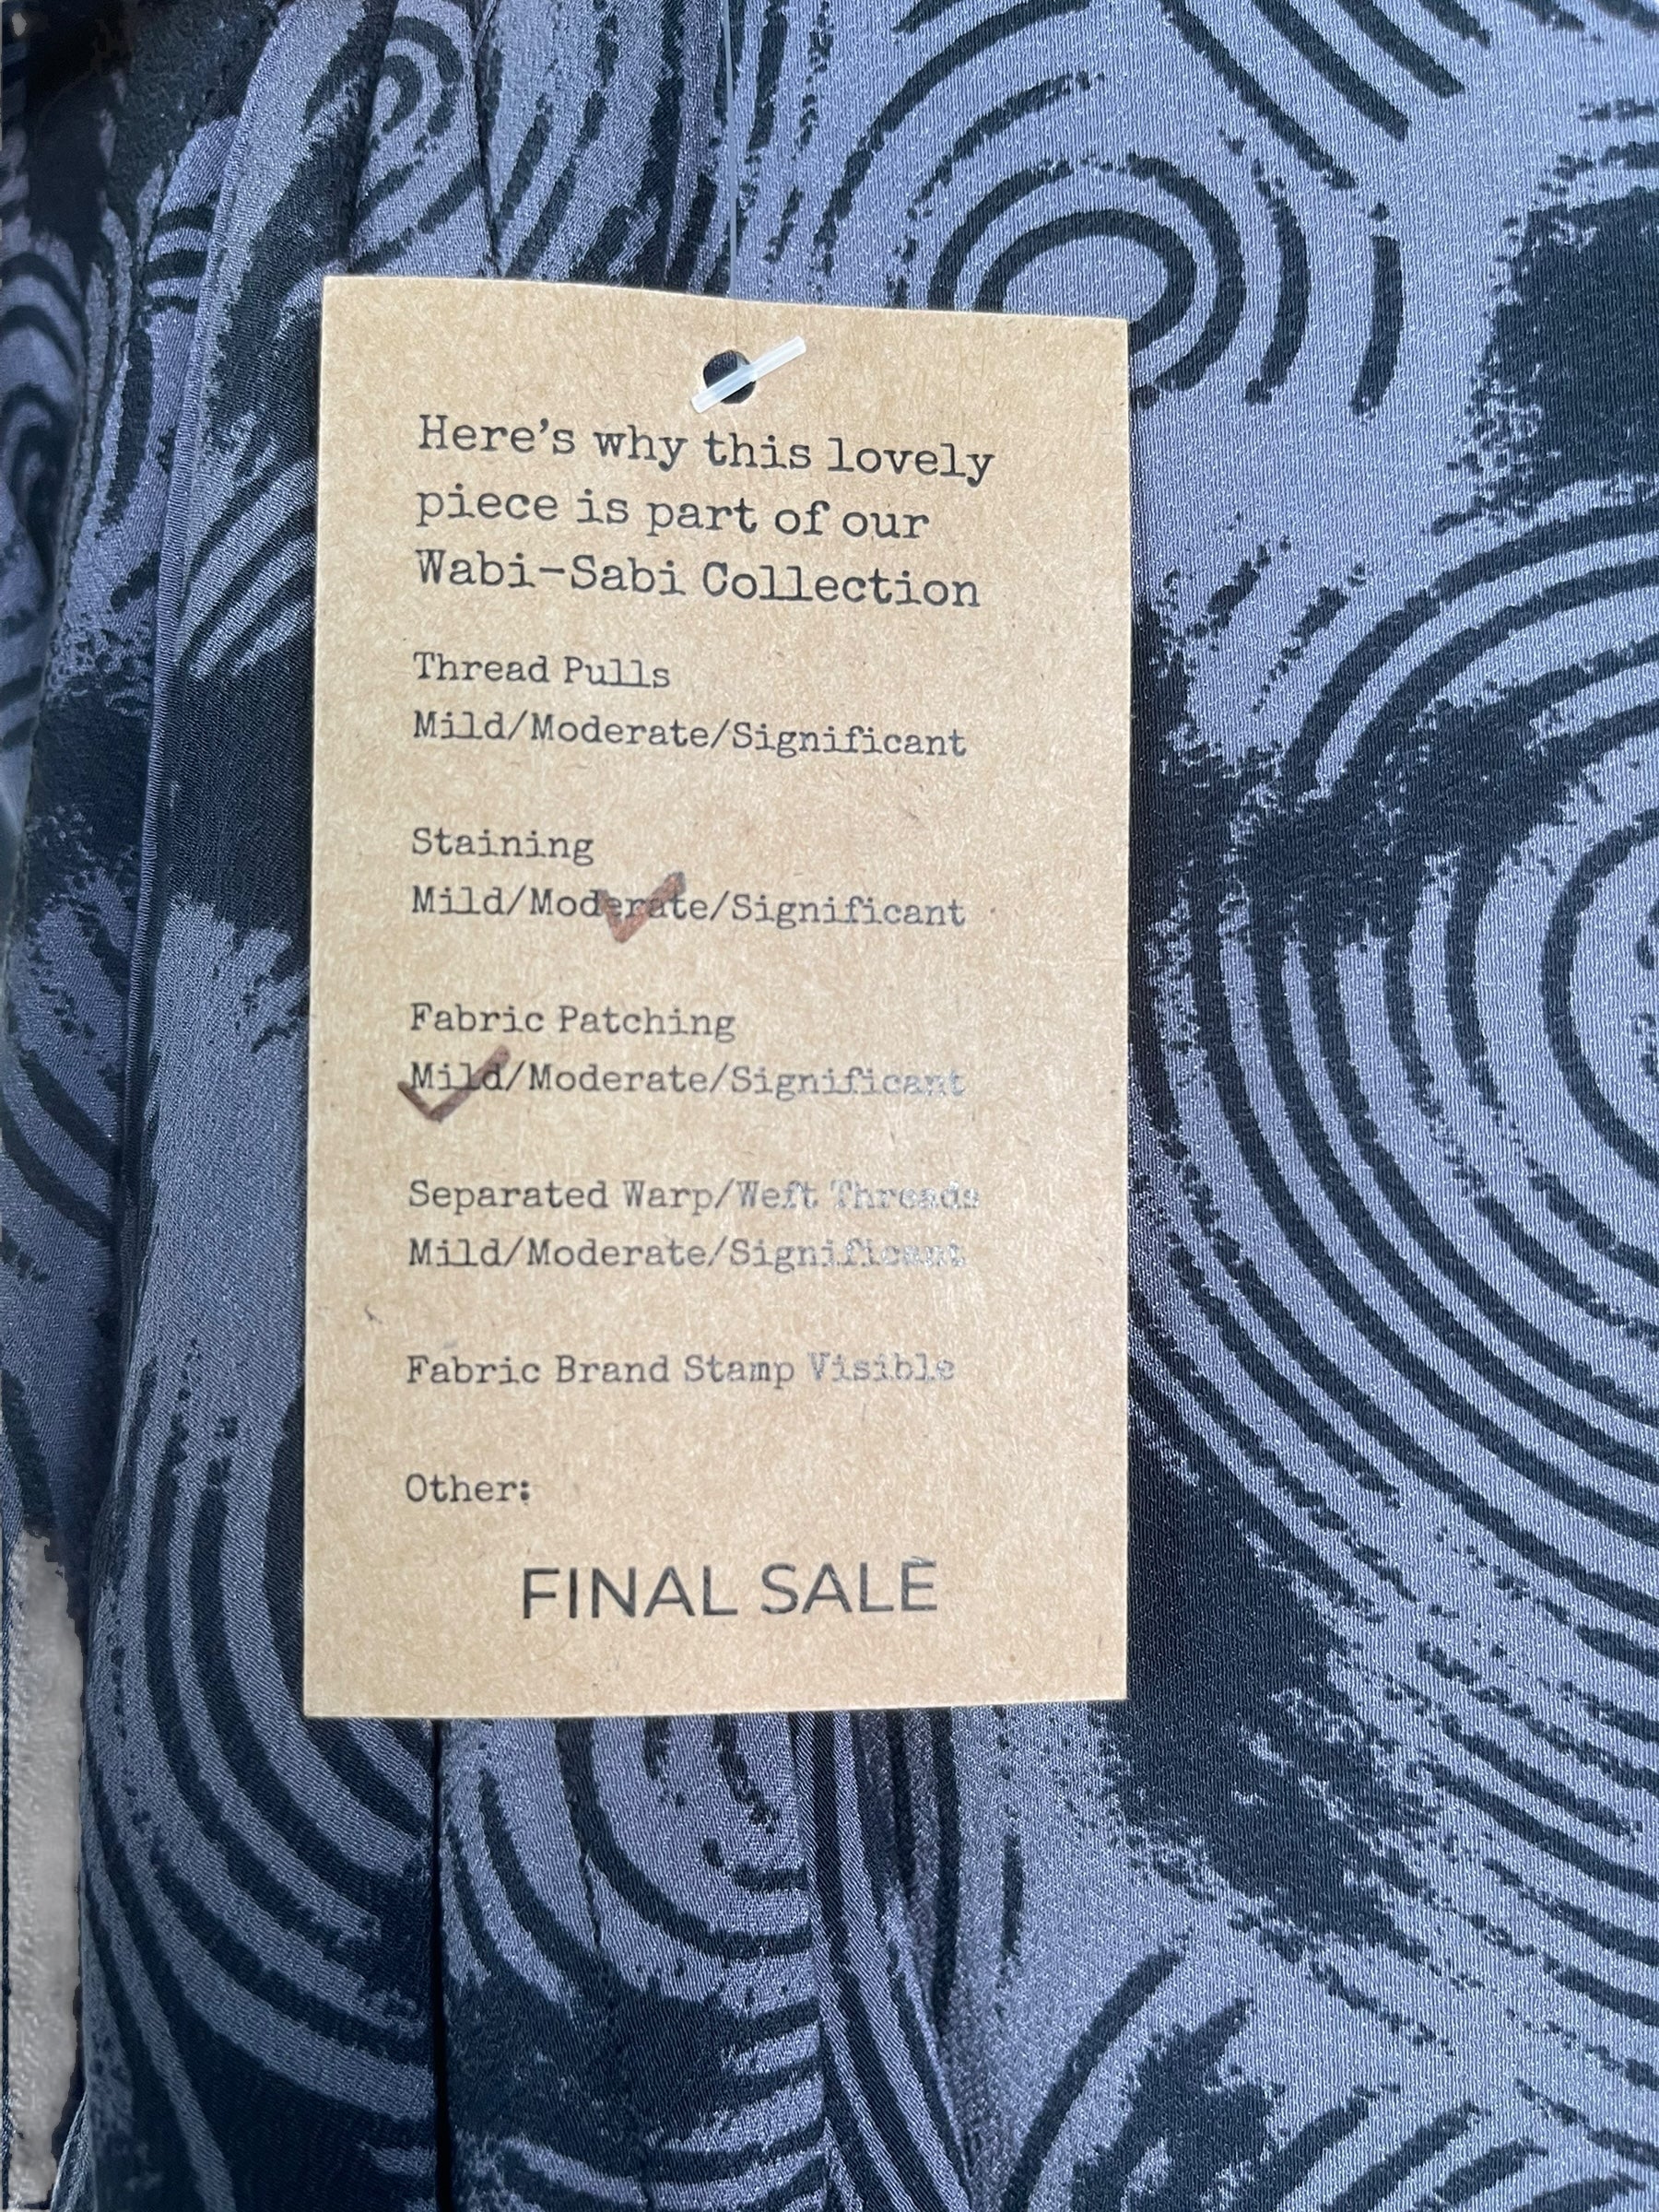 Here's why this lovely
piece is part of our
Wabi-Sabi Collection
Thread Pulls
Mild/Moderate/Significant
Staining
Mild/Moderate/Significant
Fabric Patching
Mild/Moderate/Significant
Separated Warp/Weft Threads
Mild/Moderate/Significant
Fabric Brand Stamp Visible
Other:
FINAL SALE